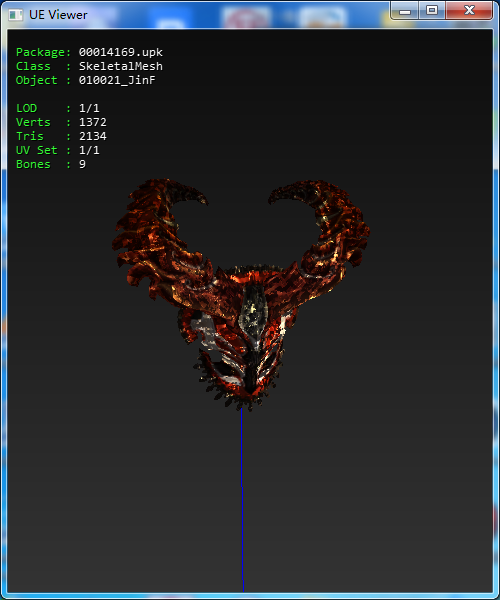 UE Viewer
Package: 00014169.upk
Class : SkeletalMesh
Object : 010021_JinF
LOD : 1/1
Verts : 1372
Tris : 2134
UV Set : 1/1
Bones : 9